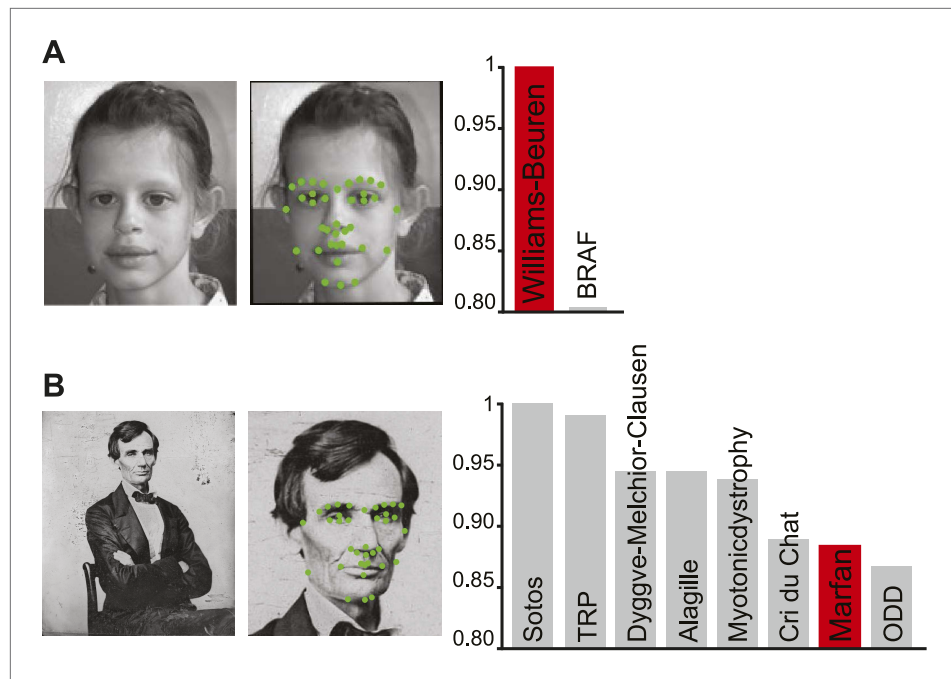 A
1
0.95
0.90
0.85
0.80
Williams-Beuren
BRAF
B
1
0.95
0.90
0.85
0.80
Sotos
TRP
Dyggve-Melchior-Clausen
Alagille
Myotonicdystrophy
Cri du Chat
Marfan
ODD